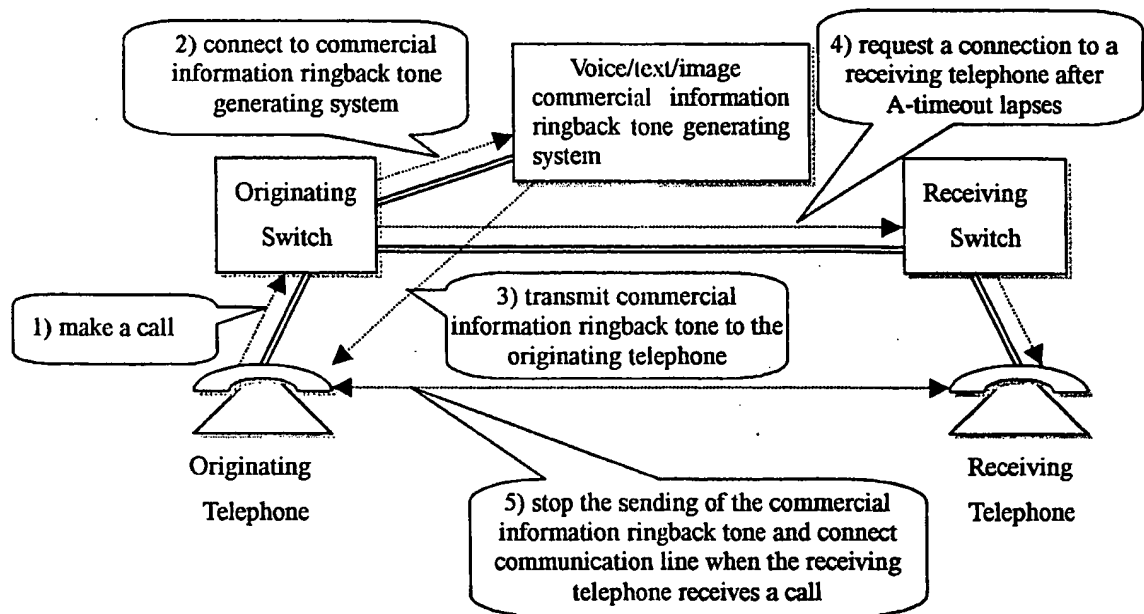 2) connect to commercial
information ringback tone
generating system
Voice/text/image
commercial information
ringback tone generating
system
4) request a connection to a
receiving telephone after
A-timeout lapses
Originating
Switch
Receiving
Switch
1) make a call
3) transmit commercial
information ringback tone to the
originating telephone
Originating
Telephone
Receiving
Telephone
5) stop the sending of the commercial
information ringback tone and connect
communication line when the receiving
telephone receives a call